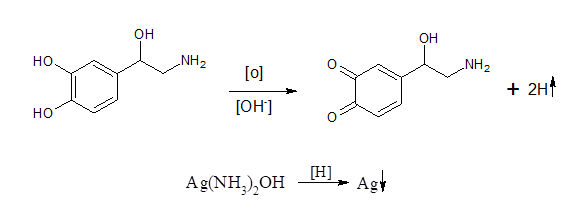 OH
HO
NH₂
HO
[o]
[OH⁻]
OH
O
NH₂
O
+ 2H↑
Ag(NH₃)₂OH [H] Ag↓